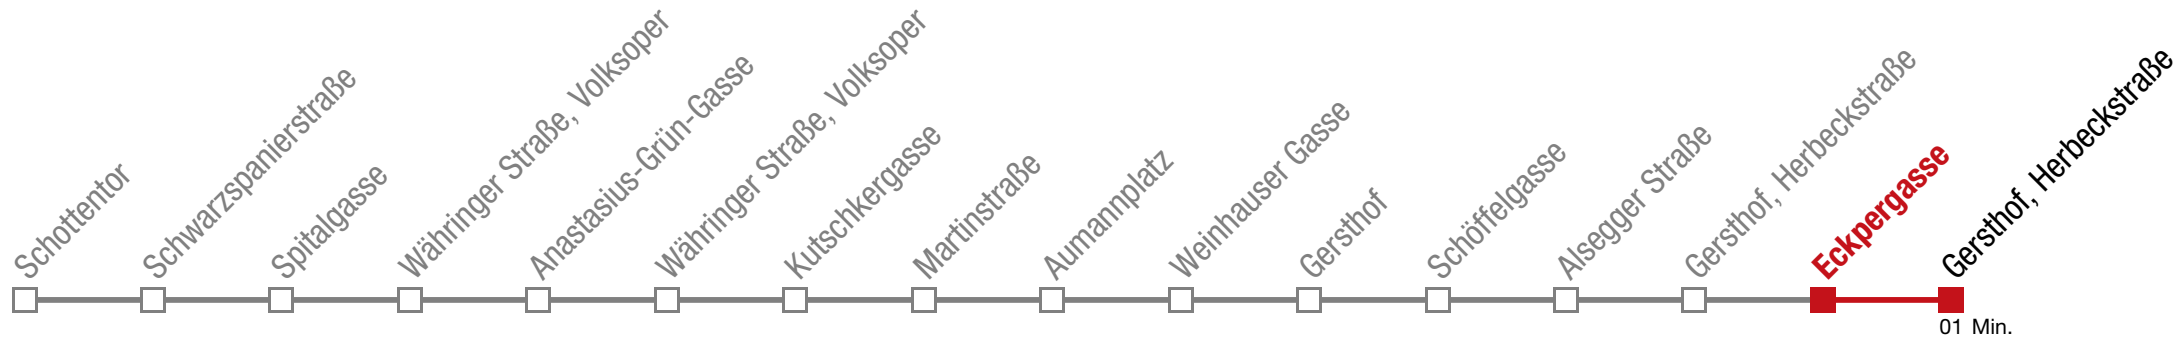 Schottentor
Schwarzspanierstraße
Spitalgasse
Währinger Straße, Volksoper
Anastasius-Grün-Gasse
Währinger Straße, Volksoper
Kutschkergasse
Martinstraße
Aumannplatz
Weinhauser Gasse
Gersthof
Schöffelgasse
Alsegger Straße
Gersthof, Herbeckstraße
Eckpergasse
Gersthof, Herbeckstraße
01 Min.